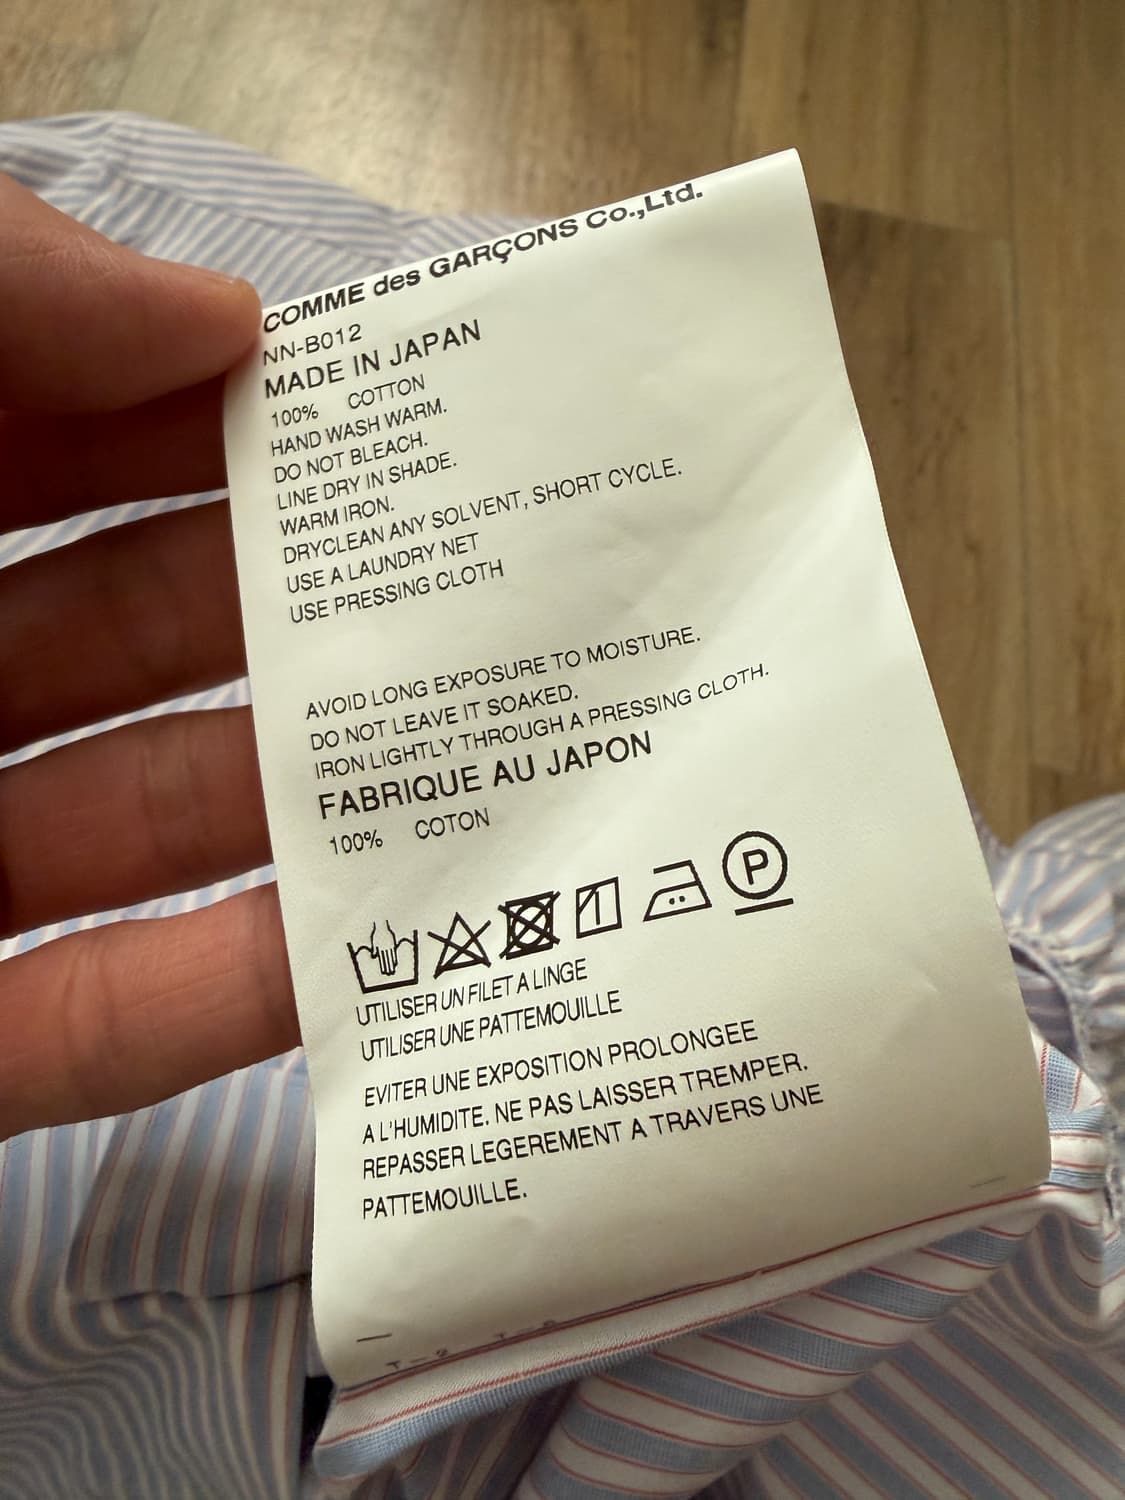 COMME des GARÇONS Co.,Ltd.
NN-B012
MADE IN JAPAN
100% COTTON
HAND WASH WARM.
DO NOT BLEACH.
LINE DRY IN SHADE.
WARM IRON.
DRYCLEAN ANY SOLVENT, SHORT CYCLE.
USE A LAUNDRY NET
USE PRESSING CLOTH
AVOID LONG EXPOSURE TO MOISTURE.
DO NOT LEAVE IT SOAKED.
IRON LIGHTLY THROUGH A PRESSING CLOTH.
FABRIQUE AU JAPON
100% COTON
P
UTILISER UN FILET A LINGE
UTILISER UNE PATTEMOUILLE
EVITER UNE EXPOSITION PROLONGEE
A L'HUMIDITE. NE PAS LAISSER TREMPER.
REPASSER LEGEREMENT A TRAVERS UNE
PATTEMOUILLE.